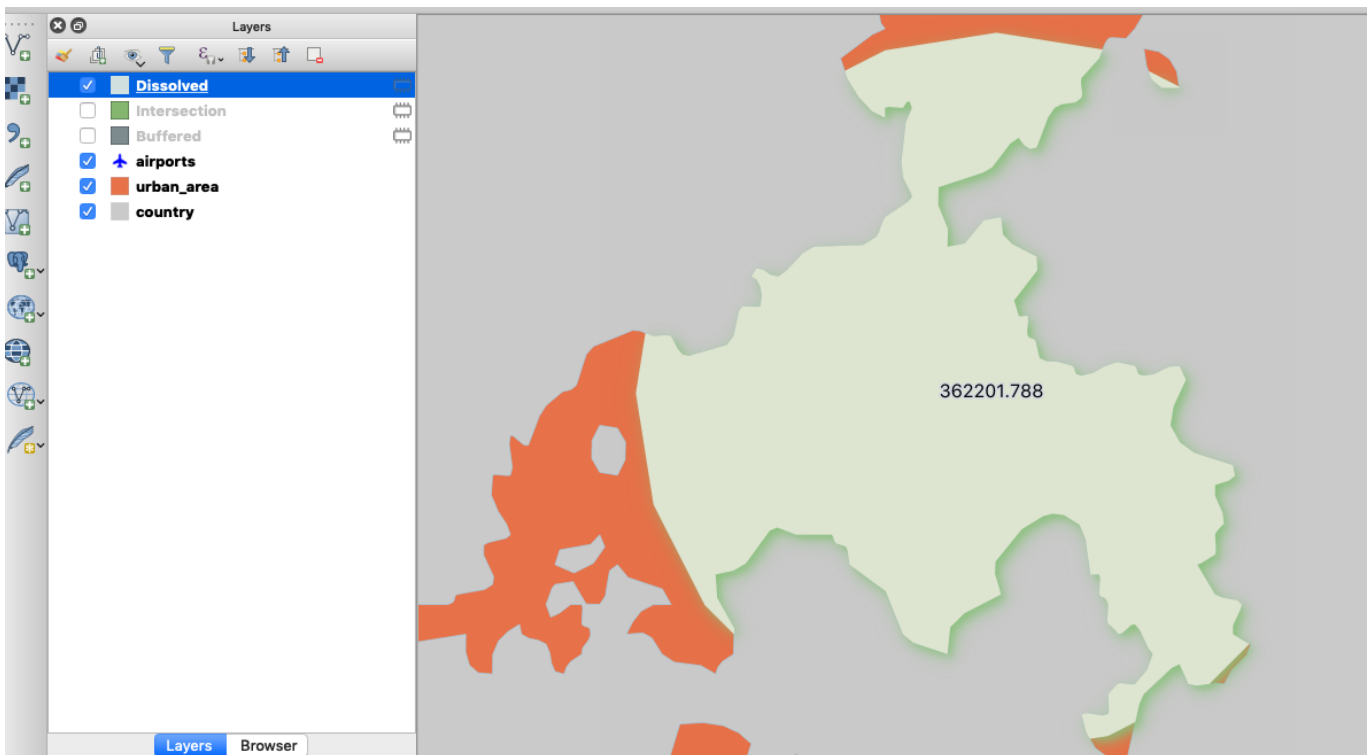 Layers
Dissolved
Intersection
Buffered
airports
urban_area
country
362201.788
Layers Browser